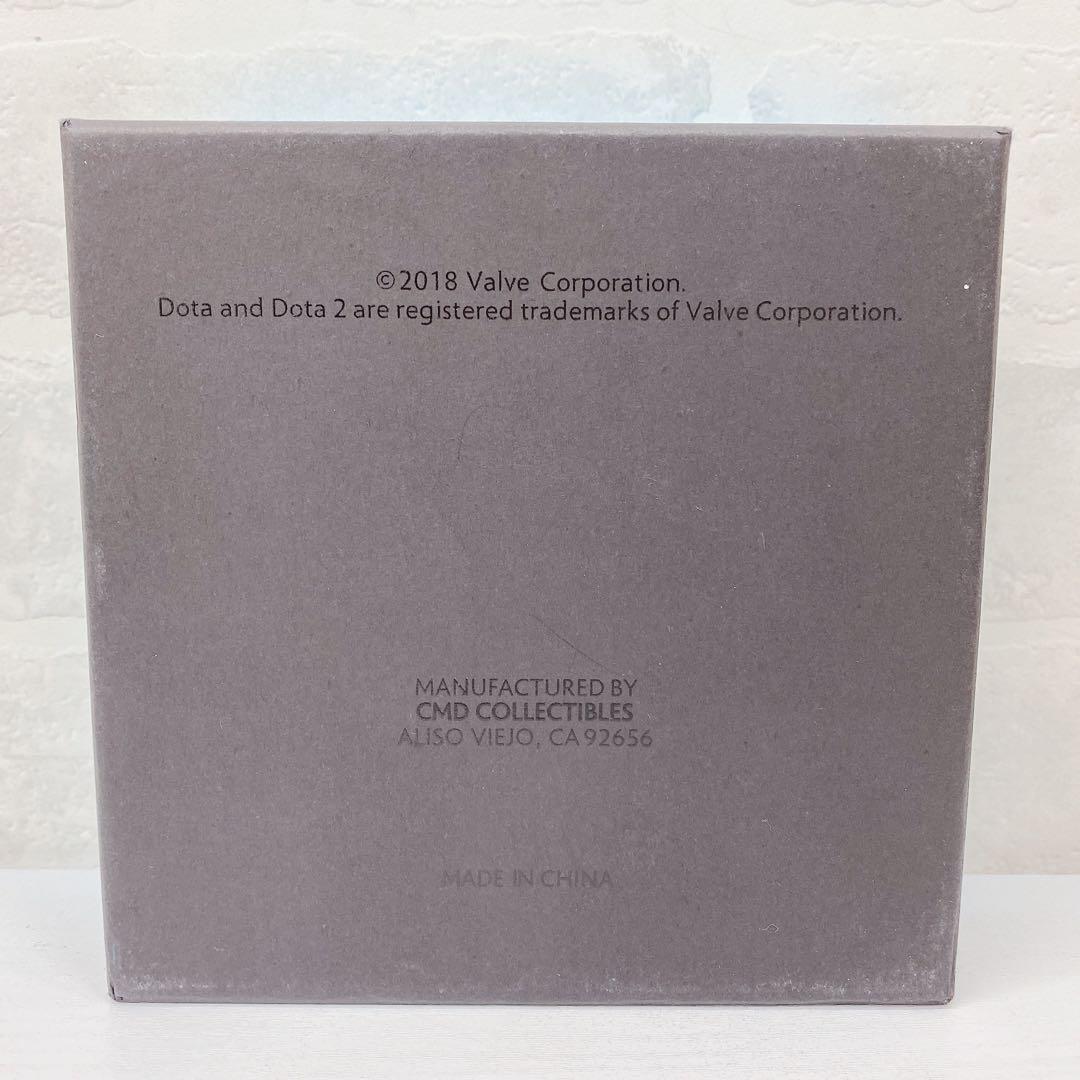 ©2018 Valve Corporation.
Dota and Dota 2 are registered trademarks of Valve Corporation.
MANUFACTURED BY
CMD COLLECTIBLES
ALISO VIEJO, CA 92656
MADE IN CHINA